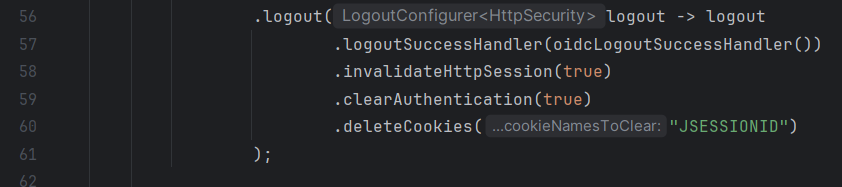 56 .logout( LogoutConfigurer<HttpSecurity> logout -> logout
57 .logoutSuccessHandler(oidcLogoutSuccessHandler())
58 .invalidateHttpSession(true)
59 .clearAuthentication(true)
60 .deleteCookies( ...cookieNamesToClear: "JSESSIONID")
61 );
62